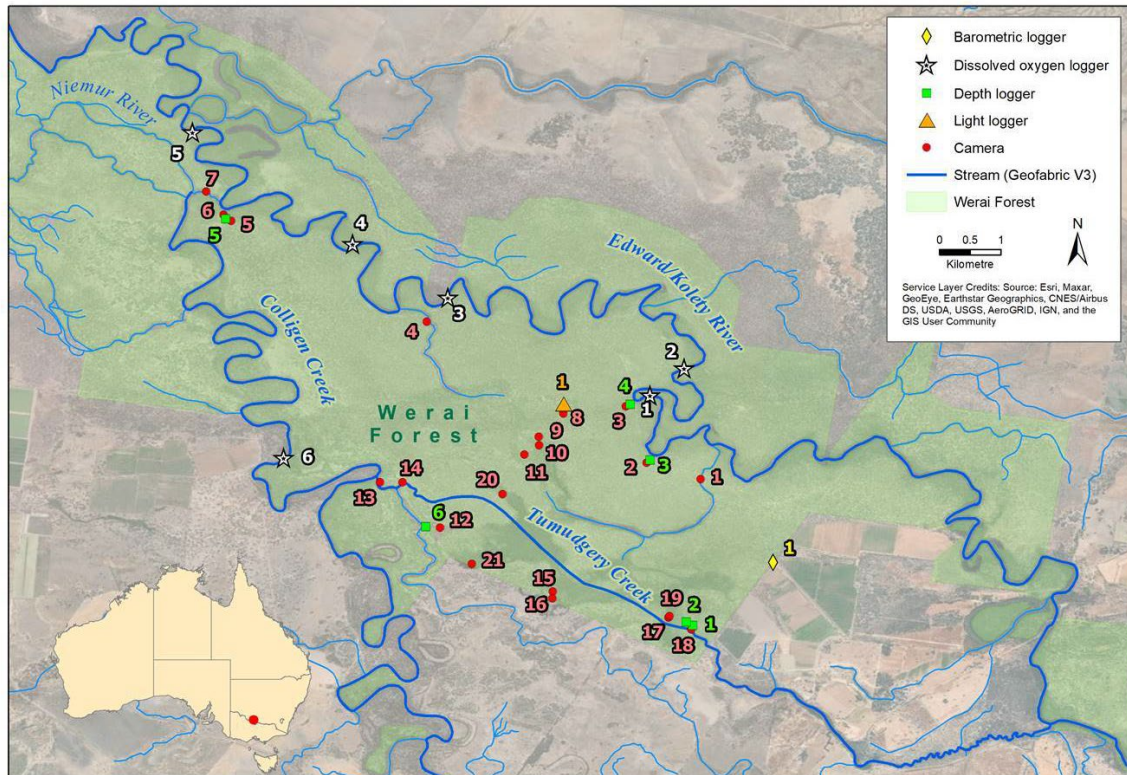 Barometric logger
Dissolved oxygen logger
Depth logger
Light logger
Camera
Stream (Geofabric V3)
Werai Forest
0 0.5 1
Kilometre
N
Service Layer Credits: Source: Esri, Maxar,
GeoEye, Earthstar Geographics, CNES/Airbus
DS, USDA, USGS, AeroGRID, IGN, and the
GIS User Community
Niemur River
5
7
6
5
5
4
Edward/Kolety River
3
4
Colligen Creek
2
1
4
1
3
8
Werai
Forest
9
10
11
2
3
1
6
13
14
20
6
12
Tumudgery Creek
1
21
15
16
19
2
1
17
18